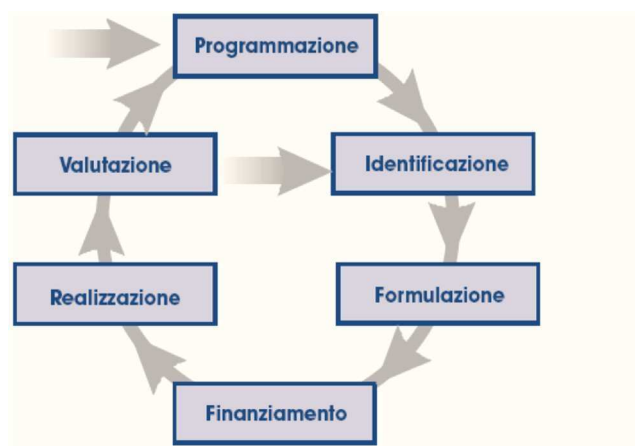 Programmazione
Valutazione
Identificazione
Realizzazione
Formulazione
Finanziamento